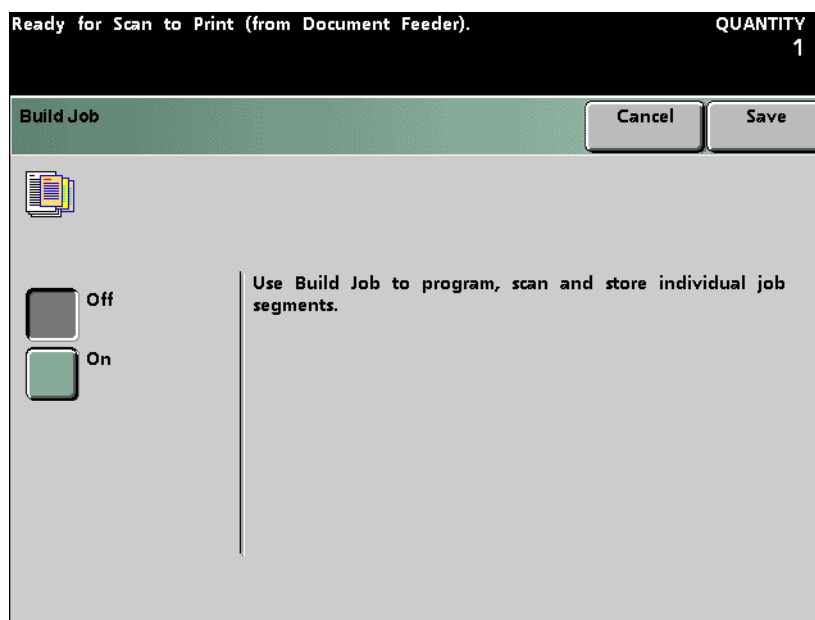 Ready for Scan to Print (from Document Feeder).
QUANTITY
1
Build Job
Cancel
Save
Off
On
Use Build Job to program, scan and store individual job
segments.